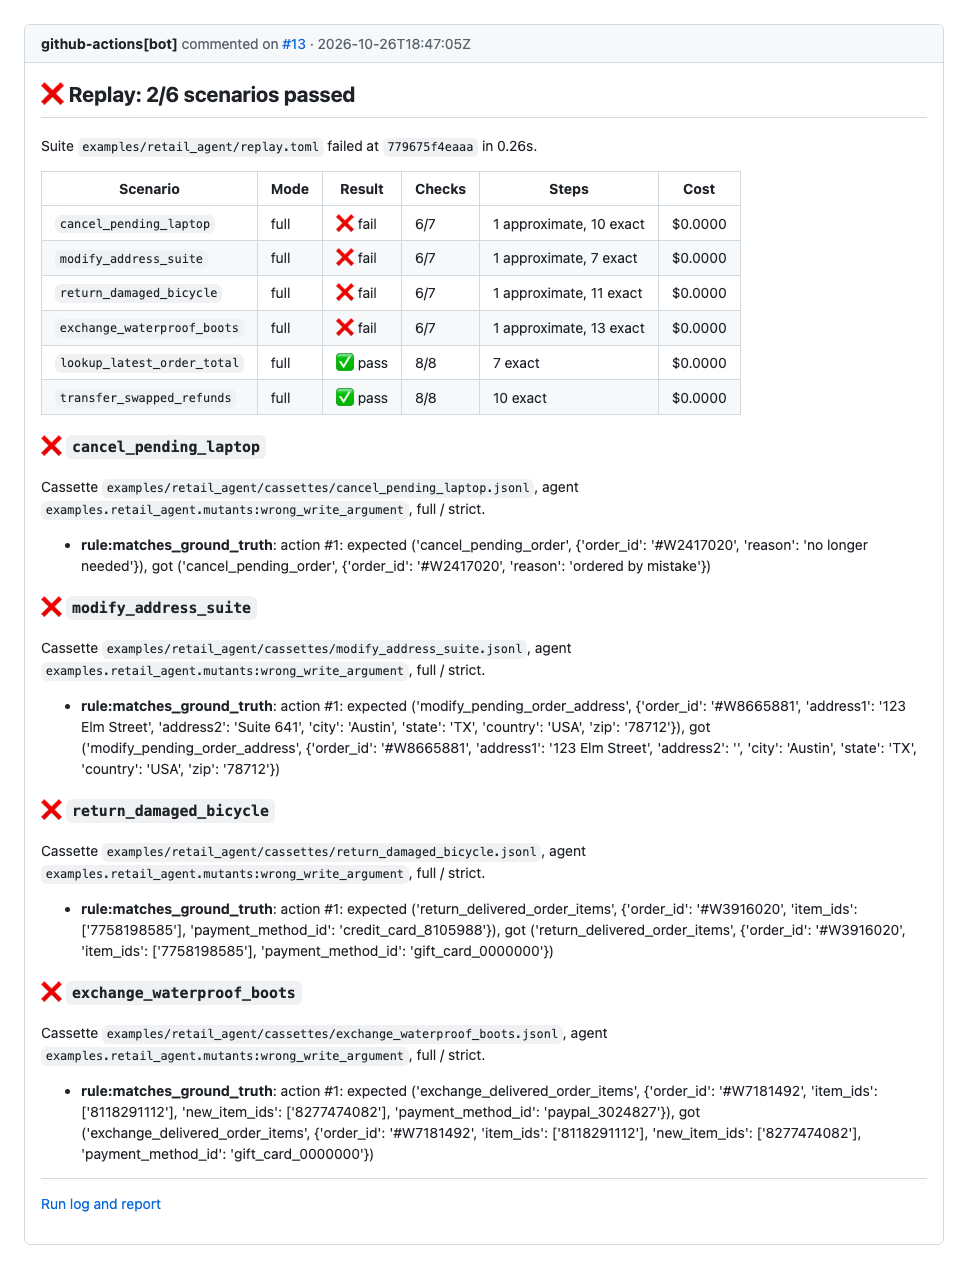 github-actions[bot] commented on #13 · 2026-10-26T18:47:05Z
❌ Replay: 2/6 scenarios passed
Suite examples/retail_agent/replay.toml failed at 779675f4eaaa in 0.26s.
Scenario Mode Result Checks Steps Cost
cancel_pending_laptop full ❌ fail 6/7 1 approximate, 10 exact $0.0000
modify_address_suite full ❌ fail 6/7 1 approximate, 7 exact $0.0000
return_damaged_bicycle full ❌ fail 6/7 1 approximate, 11 exact $0.0000
exchange_waterproof_boots full ❌ fail 6/7 1 approximate, 13 exact $0.0000
lookup_latest_order_total full ✅ pass 8/8 7 exact $0.0000
transfer_swapped_refunds full ✅ pass 8/8 10 exact $0.0000
❌ cancel_pending_laptop
Cassette examples/retail_agent/cassettes/cancel_pending_laptop.jsonl, agent
examples.retail_agent.mutants:wrong_write_argument, full / strict.
• rule:matches_ground_truth: action #1: expected ('cancel_pending_order', {'order_id': '#W2417020', 'reason': 'no longer
needed'}), got ('cancel_pending_order', {'order_id': '#W2417020', 'reason': 'ordered by mistake'})
❌ modify_address_suite
Cassette examples/retail_agent/cassettes/modify_address_suite.jsonl, agent
examples.retail_agent.mutants:wrong_write_argument, full / strict.
• rule:matches_ground_truth: action #1: expected ('modify_pending_order_address', {'order_id': '#W8665881', 'address1': '123
Elm Street', 'address2': 'Suite 641', 'city': 'Austin', 'state': 'TX', 'country': 'USA', 'zip': '78712'}), got
('modify_pending_order_address', {'order_id': '#W8665881', 'address1': '123 Elm Street', 'address2': '', 'city': 'Austin', 'state': 'TX',
'country': 'USA', 'zip': '78712'})
❌ return_damaged_bicycle
Cassette examples/retail_agent/cassettes/return_damaged_bicycle.jsonl, agent
examples.retail_agent.mutants:wrong_write_argument, full / strict.
• rule:matches_ground_truth: action #1: expected ('return_delivered_order_items', {'order_id': '#W3916020', 'item_ids':
['7758198585'], 'payment_method_id': 'credit_card_8105988'}), got ('return_delivered_order_items', {'order_id': '#W3916020',
'item_ids': ['7758198585'], 'payment_method_id': 'gift_card_0000000'})
❌ exchange_waterproof_boots
Cassette examples/retail_agent/cassettes/exchange_waterproof_boots.jsonl, agent
examples.retail_agent.mutants:wrong_write_argument, full / strict.
• rule:matches_ground_truth: action #1: expected ('exchange_delivered_order_items', {'order_id': '#W7181492', 'item_ids':
['8118291112'], 'new_item_ids': ['8277474082'], 'payment_method_id': 'paypal_3024827'}), got
('exchange_delivered_order_items', {'order_id': '#W7181492', 'item_ids': ['8118291112'], 'new_item_ids': ['8277474082'],
'payment_method_id': 'gift_card_0000000'})
Run log and report